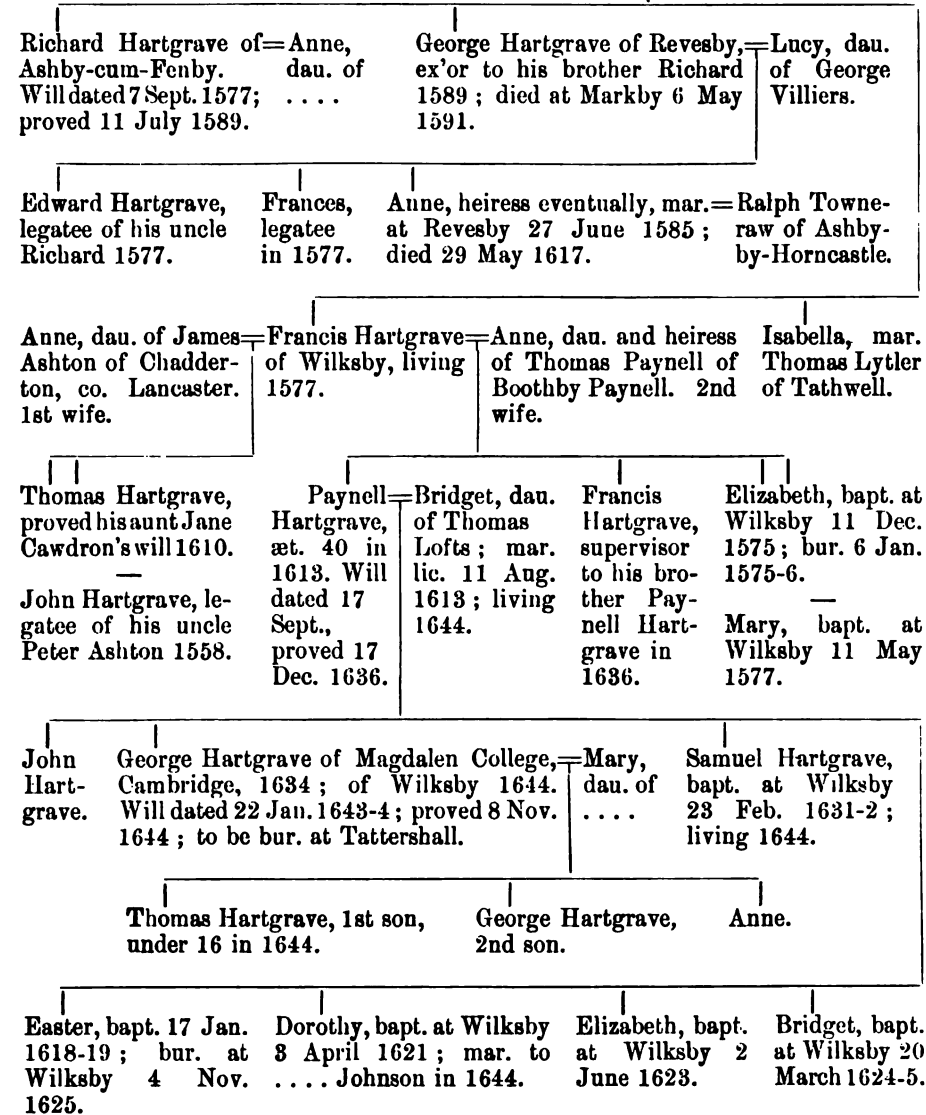 Richard Hartgrave of=Anne,
Ashby-cum-Fenby. dau. of
Will dated 7 Sept. 1577; ....
proved 11 July 1589.
George Hartgrave of Revesby,=Lucy, dau.
ex'or to his brother Richard of George
1589 ; died at Markby 6 May Villiers.
1591.
Edward Hartgrave,
legatee of his uncle
Richard 1577.
Frances,
legatee
in 1577.
Anne, heiress eventually, mar.=Ralph Towne-
at Revesby 27 June 1585 ; raw of Ashby-
died 29 May 1617. by-Horncastle.
Anne, dau. of James=Francis Hartgrave=Anne, dau. and heiress
Ashton of Chadder- of Wilksby, living of Thomas Paynell of
ton, co. Lancaster. 1577. Boothby Paynell. 2nd
1st wife. wife.
Isabella, mar.
Thomas Lytler
of Tathwell.
Thomas Hartgrave,
proved his aunt Jane
Cawdron's will 1610.
—
John Hartgrave, le-
gatee of his uncle
Peter Ashton 1558.
Paynell=Bridget, dau.
Hartgrave, of Thomas
æt. 40 in Lofts ; mar.
1613. Will lic. 11 Aug.
dated 17 1613 ; living
Sept., 1644.
proved 17
Dec. 1636.
Francis
Hartgrave,
supervisor
to his bro-
ther Pay-
nell Hart-
grave in
1636.
Elizabeth, bapt. at
Wilksby 11 Dec.
1575 ; bur. 6 Jan.
1575-6.
—
Mary, bapt. at
Wilksby 11 May
1577.
John
Hart-
grave.
George Hartgrave of Magdalen College,=Mary,
Cambridge, 1634 ; of Wilksby 1644. dau. of
Will dated 22 Jan. 1643-4 ; proved 8 Nov. ....
1644 ; to be bur. at Tattershall.
Samuel Hartgrave,
bapt. at Wilksby
23 Feb. 1631-2 ;
living 1644.
Thomas Hartgrave, 1st son,
under 16 in 1644.
George Hartgrave,
2nd son.
Anne.
Easter, bapt. 17 Jan.
1618-19 ; bur. at
Wilksby 4 Nov.
1625.
Dorothy, bapt. at Wilksby
3 April 1621 ; mar. to
.... Johnson in 1644.
Elizabeth, bapt.
at Wilksby 2
June 1623.
Bridget, bapt.
at Wilksby 20
March 1624-5.